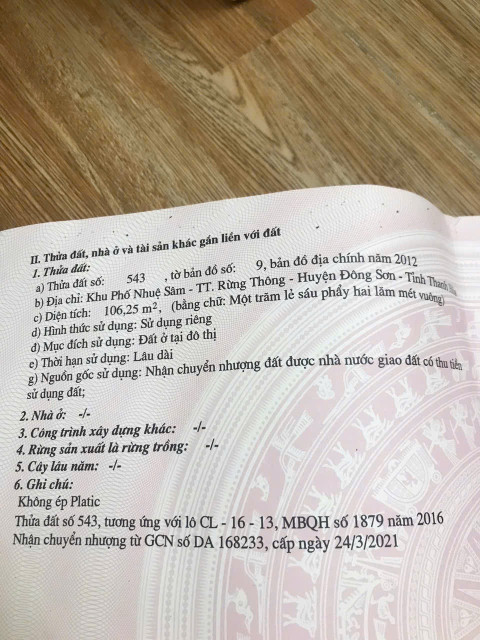 II. Thửa đất, nhà ở và tài sản khác gắn liền với đất
1. Thửa đất:
a) Thửa đất số: 543 , tờ bản đồ số: 9, bản đồ địa chính năm 2012
b) Địa chỉ: Khu Phố Nhuệ Sâm - TT. Rừng Thông - Huyện Đông Sơn - Tỉnh Thanh Hóa
c) Diện tích: 106,25 m², (bằng chữ: Một trăm lẻ sáu phẩy hai lăm mét vuông)
d) Hình thức sử dụng: Sử dụng riêng
đ) Mục đích sử dụng: Đất ở tại đô thị
e) Thời hạn sử dụng: Lâu dài
g) Nguồn gốc sử dụng: Nhận chuyển nhượng đất được nhà nước giao đất có thu tiền
sử dụng đất;
2. Nhà ở: -/-
3. Công trình xây dựng khác: -/-
4. Rừng sản xuất là rừng trồng: -/-
5. Cây lâu năm: -/-
6. Ghi chú:
Không ép Platic
Thửa đất số 543, tương ứng với lô CL - 16 - 13, MBQH số 1879 năm 2016
Nhận chuyển nhượng từ GCN số DA 168233, cấp ngày 24/3/2021